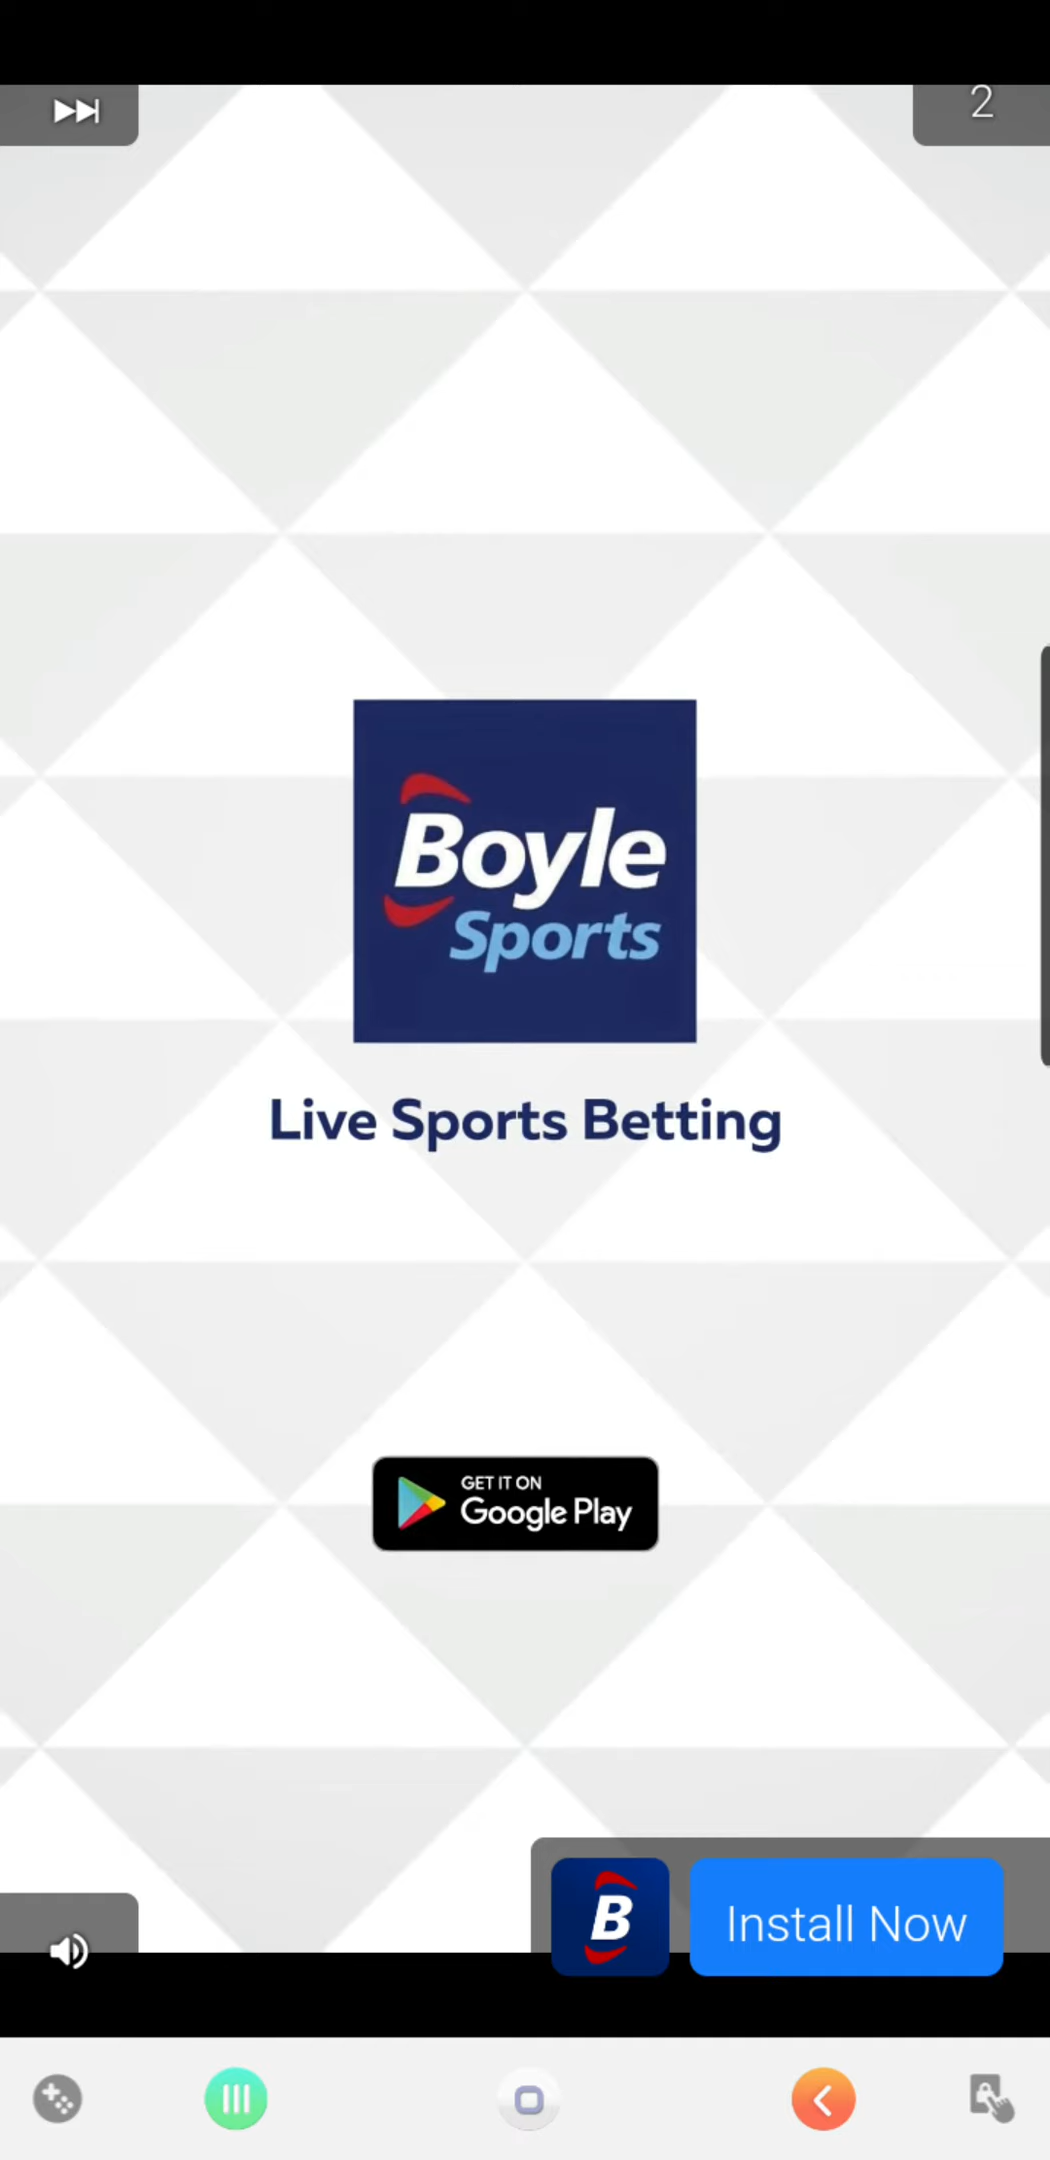 2
Boyle
Sports
Live Sports Betting
GET IT ON
Google Play
B
Install Now